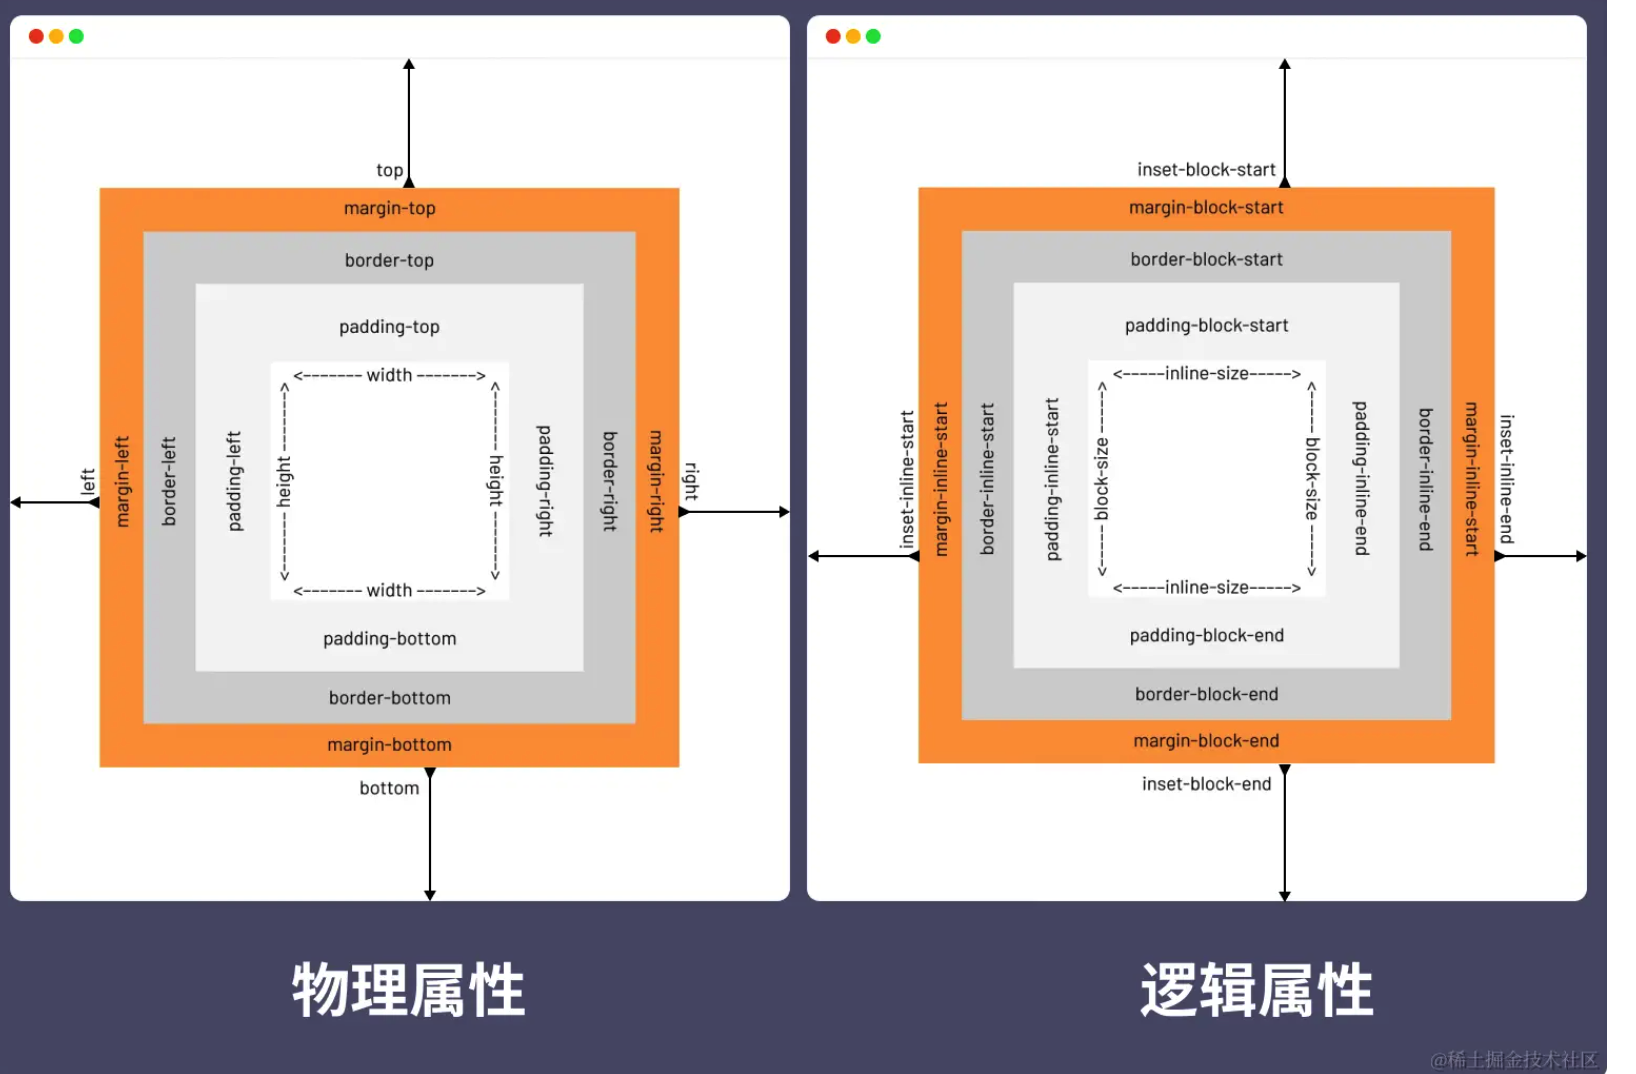 top
margin-top
border-top
padding-top
<------- width ------->
left
margin-left
border-left
padding-left
<------ height ------>
<------ height ------>
padding-right
border-right
margin-right
right
<------- width ------->
padding-bottom
border-bottom
margin-bottom
bottom
物理属性
inset-block-start
margin-block-start
border-block-start
padding-block-start
<-----inline-size----->
inset-inline-start
margin-inline-start
border-inline-start
padding-inline-start
<----- block-size ----->
<----- block-size ----->
padding-inline-end
border-inline-end
margin-inline-start
inset-inline-end
<-----inline-size----->
padding-block-end
border-block-end
margin-block-end
inset-block-end
逻辑属性
@稀土掘金技术社区